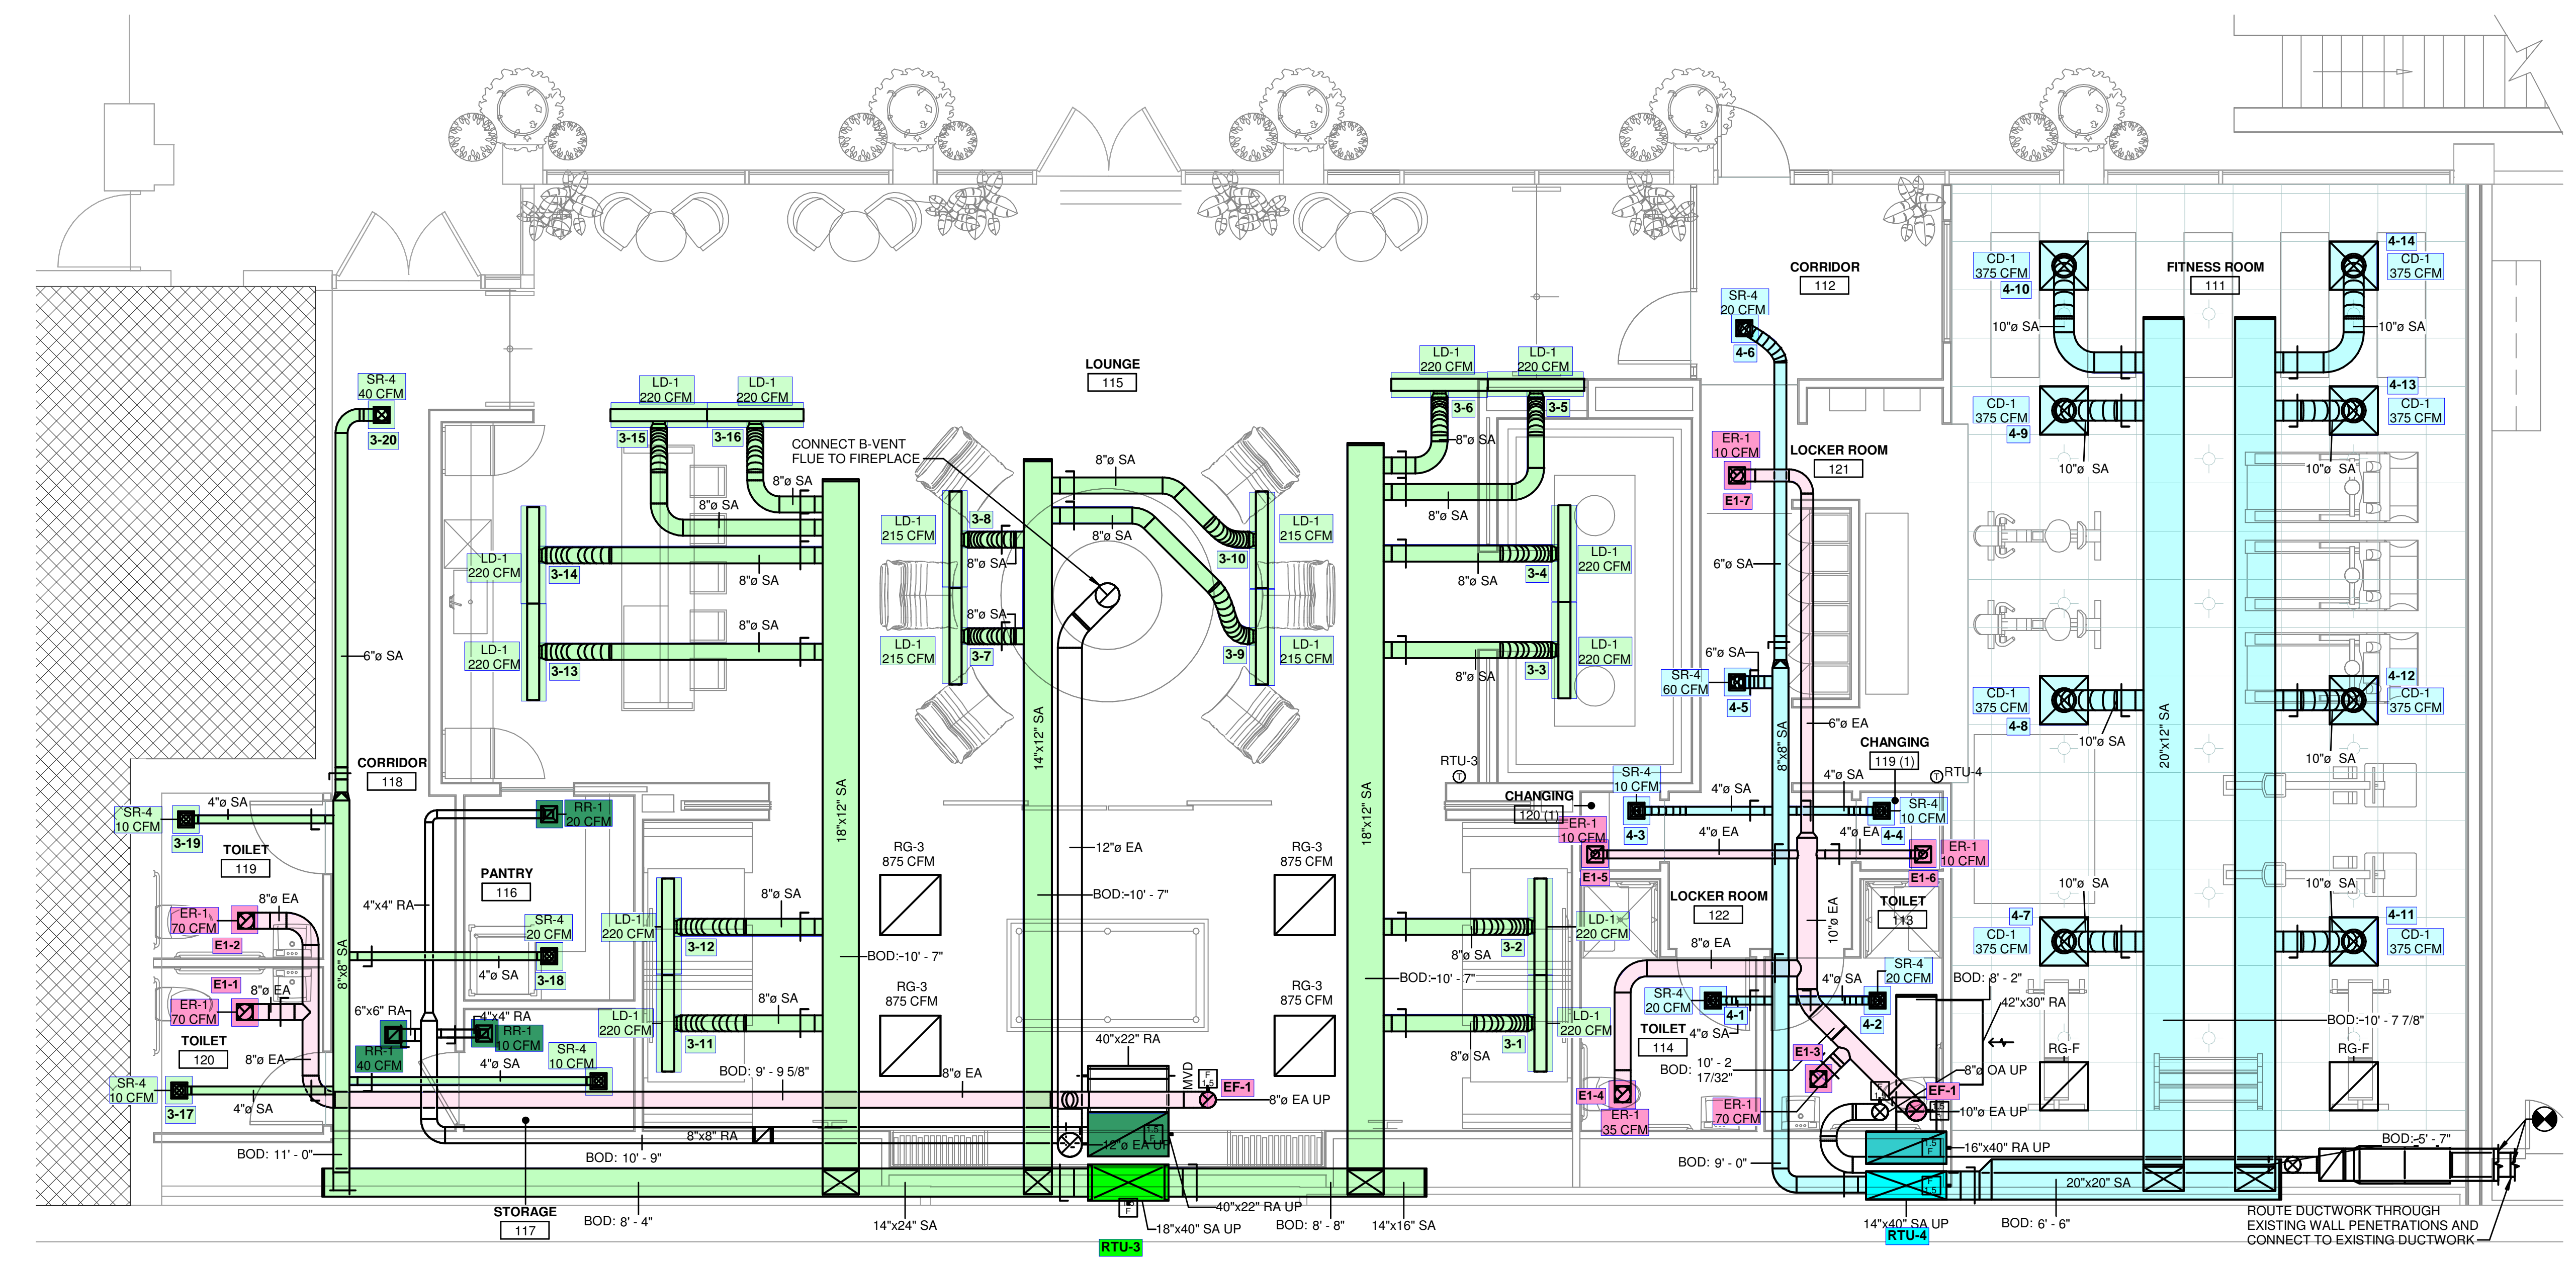 4-14
CD-1
375 CFM
4-10
CORRIDOR
112
FITNESS ROOM
111
CD-1
375 CFM
SR-4
20 CFM
4-6
10"ø SA
10"ø SA
LOUNGE
115
LD-1
220 CFM
LD-1
220 CFM
SR-4
40 CFM
3-20
LD-1
220 CFM
LD-1
220 CFM
3-6
3-5
4-13
CD-1
375 CFM
4-9
CD-1
375 CFM
3-15
3-16
CONNECT B-VENT
FLUE TO FIREPLACE
8"ø SA
ER-1
10 CFM
E1-7
LOCKER ROOM
121
10"ø SA
10"ø SA
8"ø SA
8"ø SA
8"ø SA
8"ø SA
8"ø SA
LD-1
215 CFM
3-8
LD-1
215 CFM
3-10
LD-1
220 CFM
3-14
8"ø SA
8"ø SA
LD-1
220 CFM
3-4
8"ø SA
6"ø SA
8"ø SA
8"ø SA
LD-1
220 CFM
3-13
6"ø SA
LD-1
215 CFM
3-7
LD-1
215 CFM
3-9
LD-1
220 CFM
3-3
8"ø SA
6"ø SA
SR-4
60 CFM
4-5
CD-1
375 CFM
4-8
4-12
CD-1
375 CFM
10"ø SA
10"ø SA
14"x12" SA
8"x8" SA
6"ø EA
20"x12" SA
CORRIDOR
118
RTU-3
T
CHANGING
119 (1)
T
RTU-4
SR-4
10 CFM
4-3
4"ø SA
4"ø SA
SR-4
10 CFM
4-4
CHANGING
120 (1)
SR-4
10 CFM
4"ø SA
3-19
RR-1
20 CFM
18"x12" SA
18"x12" SA
ER-1
10 CFM
E1-5
4"ø EA
4"ø EA
ER-1
10 CFM
E1-6
TOILET
119
PANTRY
116
RG-3
875 CFM
12"ø EA
RG-3
875 CFM
BOD: 10' - 7"
LOCKER ROOM
122
TOILET
113
10"ø SA
10"ø SA
8"ø EA
4"x4" RA
ER-1
70 CFM
E1-2
SR-4
20 CFM
3-18
4"ø SA
LD-1
220 CFM
3-12
8"ø SA
3-2
LD-1
220 CFM
8"ø SA
10"ø EA
4-7
CD-1
375 CFM
4-11
CD-1
375 CFM
8"ø EA
BOD: 10' - 7"
BOD: 10' - 7"
8"x8" SA
E1-1
ER-1
70 CFM
8"ø EA
SR-4
20 CFM
4-1
4"ø SA
4"ø SA
SR-4
20 CFM
4-2
BOD: 8' - 2"
42"x30" RA
RG-3
875 CFM
RG-3
875 CFM
8"ø SA
LD-1
220 CFM
3-11
3-1
LD-1
220 CFM
8"ø SA
6"x6" RA
4"x4" RA
RR-1
10 CFM
RR-1
40 CFM
TOILET
120
8"ø EA
4"ø SA
SR-4
10 CFM
BOD: 10' - 7 7/8"
TOILET
114
40"x22" RA
E1-3
BOD: 10' - 2
17/32"
RG-F
RG-F
8"ø OA UP
SR-4
10 CFM
3-17
4"ø SA
BOD: 9' - 9 5/8"
8"ø EA
MVD
F
1.5
EF-1
8"ø EA UP
E1-4
ER-1
35 CFM
ER-1
70 CFM
EF-1
10"ø EA UP
BOD: 11' - 0"
8"x8" RA
BOD: 10' - 9"
12"ø EA UP
16"x40" RA UP
BOD: 9' - 0"
BOD: 5' - 7"
20"x20" SA
STORAGE
117
BOD: 8' - 4"
14"x24" SA
40"x22" RA UP
18"x40" SA UP
BOD: 8' - 8"
14"x16" SA
14"x40" SA UP
BOD: 6' - 6"
RTU-3
RTU-4
ROUTE DUCTWORK THROUGH
EXISTING WALL PENETRATIONS AND
CONNECT TO EXISTING DUCTWORK